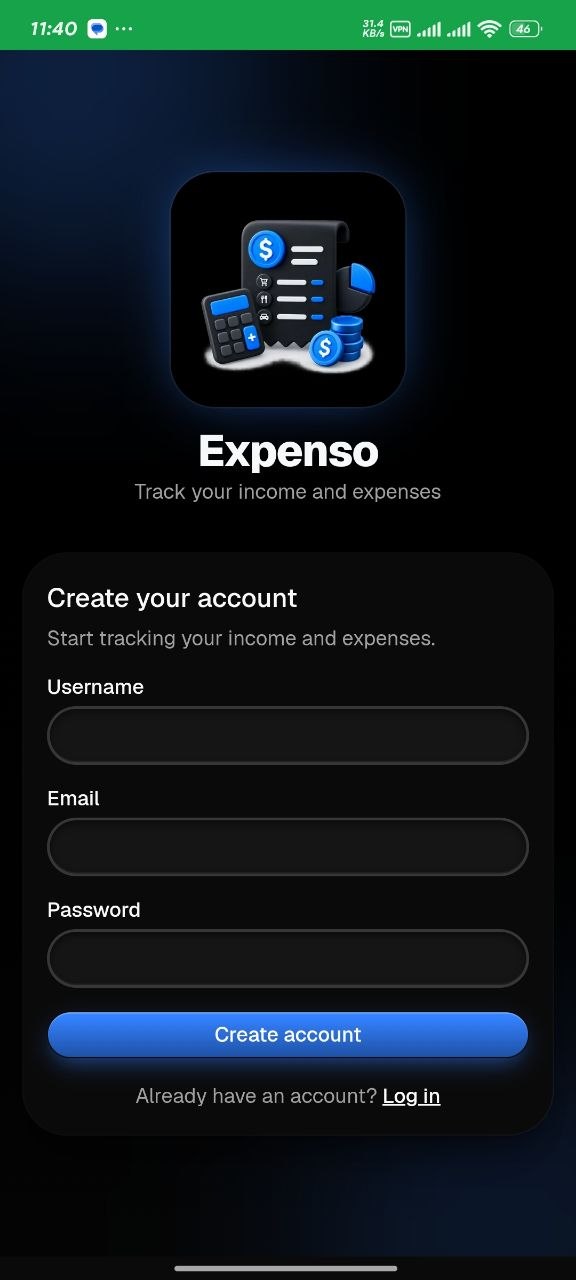 11:40
31.4
KB/s
VPN
46
$
$
Expenso
Track your income and expenses
Create your account
Start tracking your income and expenses.
Username
Email
Password
Create account
Already have an account? Log in